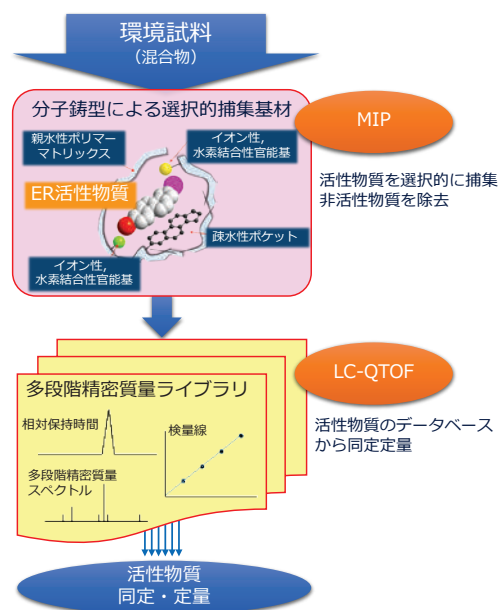 環境試料
（混合物）
分子鋳型による選択的捕集基材
MIP
親水性ポリマー
マトリックス
イオン性,
水素結合性官能基
ER活性物質
疎水性ポケット
イオン性,
水素結合性官能基
活性物質を選択的に捕集
非活性物質を除去
LC-QTOF
多段階精密質量ライブラリ
相対保持時間
検量線
多段階精密質量
スペクトル
活性物質のデータベース
から同定定量
活性物質
同定・定量